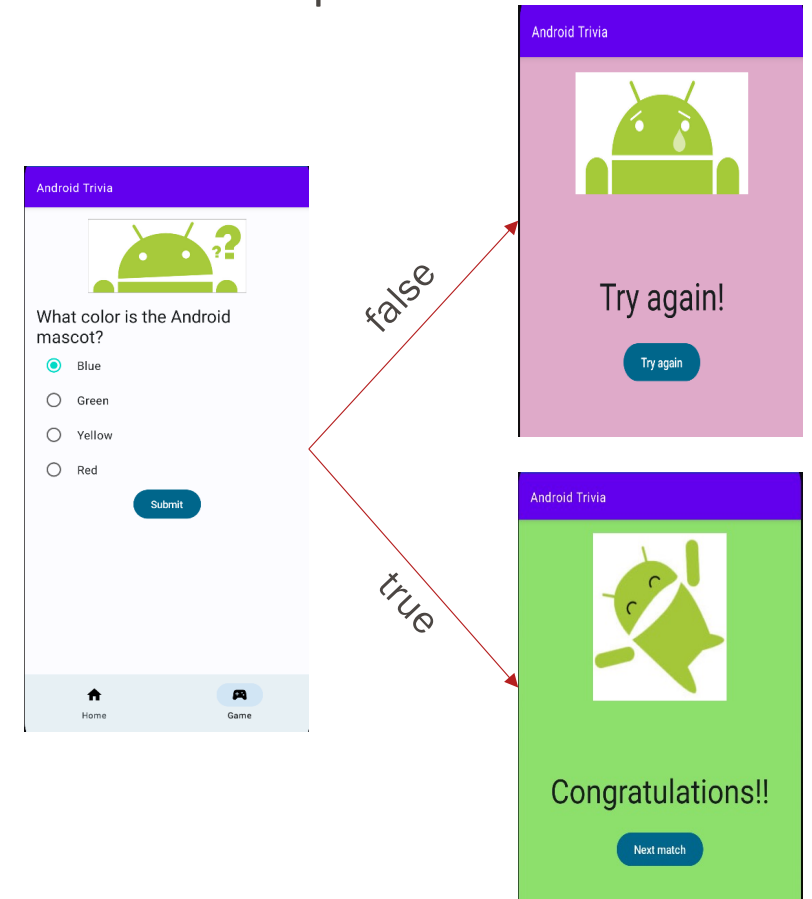 Android Trivia
??
What color is the Android
mascot?
Blue
Green
Yellow
Red
Submit
Home
Game
false
true
Android Trivia
Try again!
Try again
Android Trivia
Congratulations!!
Next match